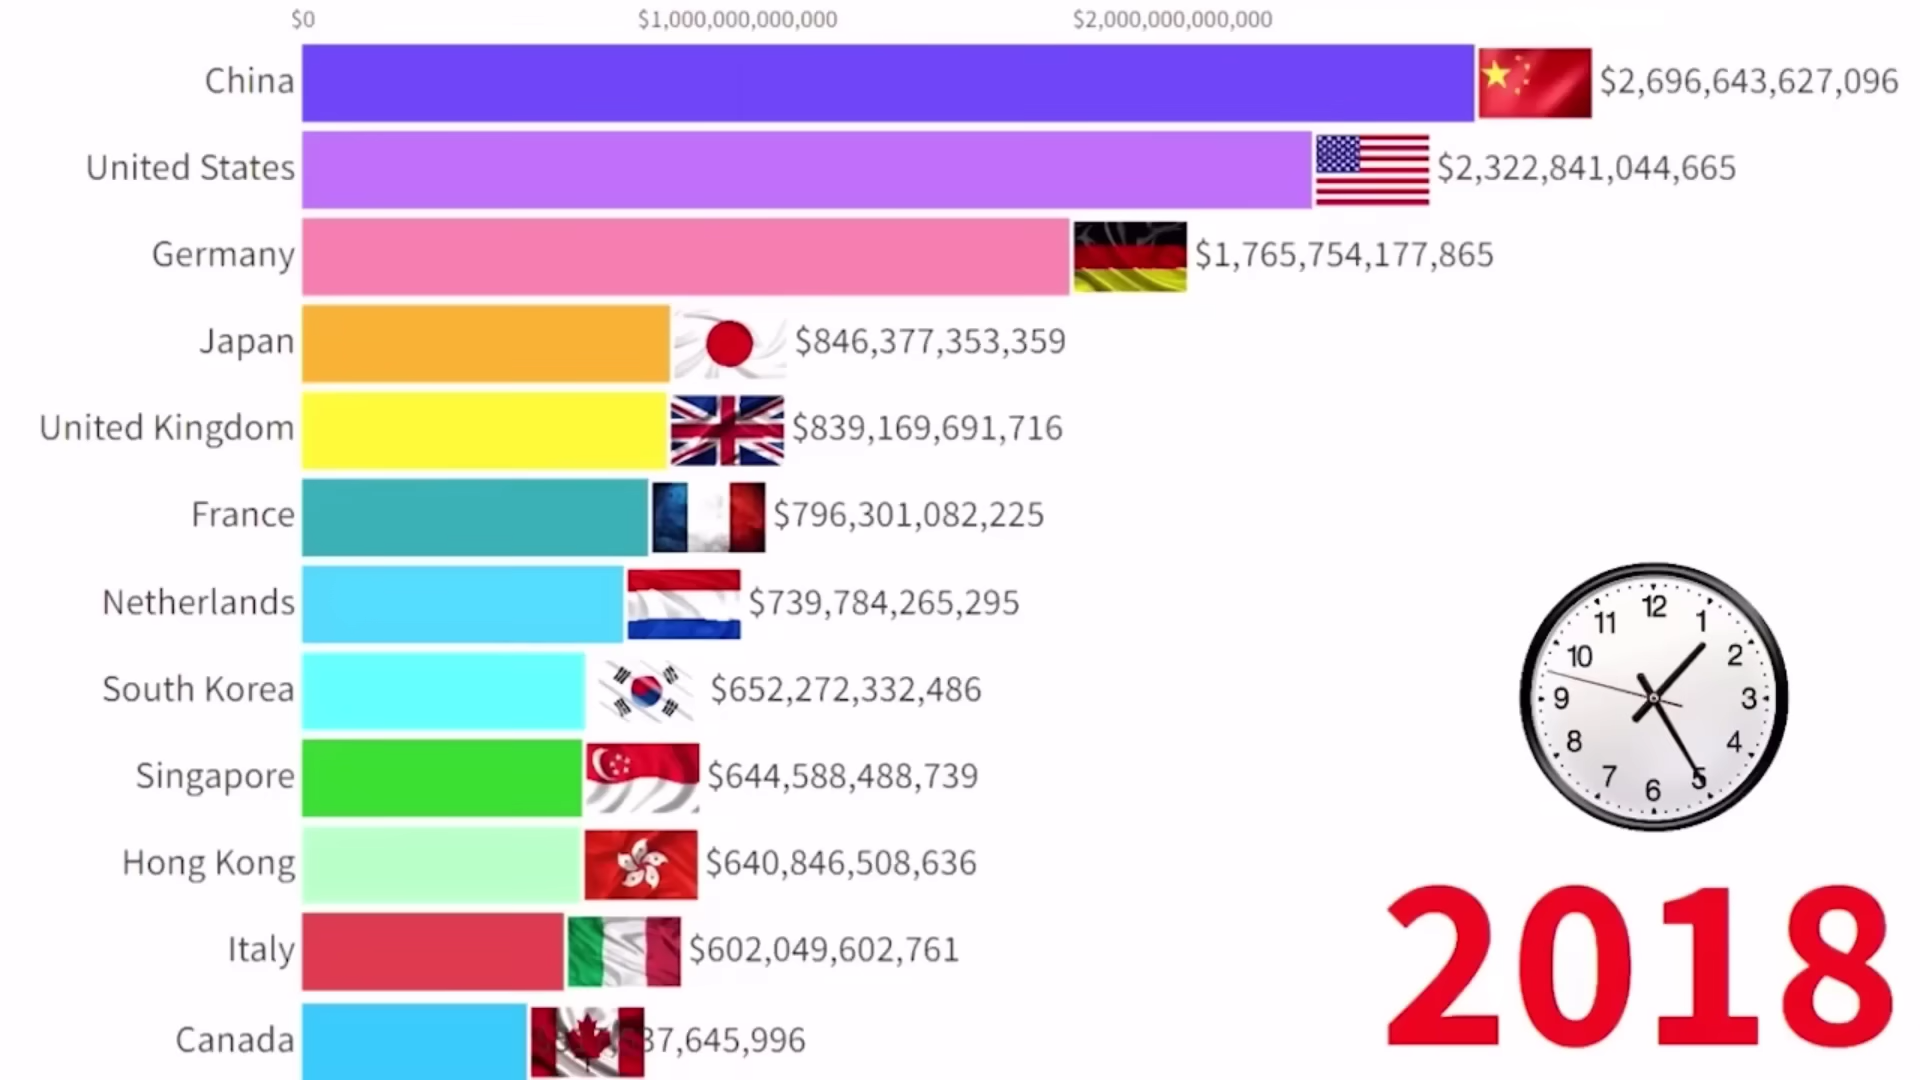 $0 $1,000,000,000,000 $2,000,000,000,000
China $2,696,643,627,096
United States $2,322,841,044,665
Germany $1,765,754,177,865
Japan $846,377,353,359
United Kingdom $839,169,691,716
France $796,301,082,225
Netherlands $739,784,265,295
South Korea $652,272,332,486
Singapore $644,588,488,739
Hong Kong $640,846,508,636
Italy $602,049,602,761
Canada 37,645,996
12
11 1
10 2
9 3
8 4
7 5
6
2018